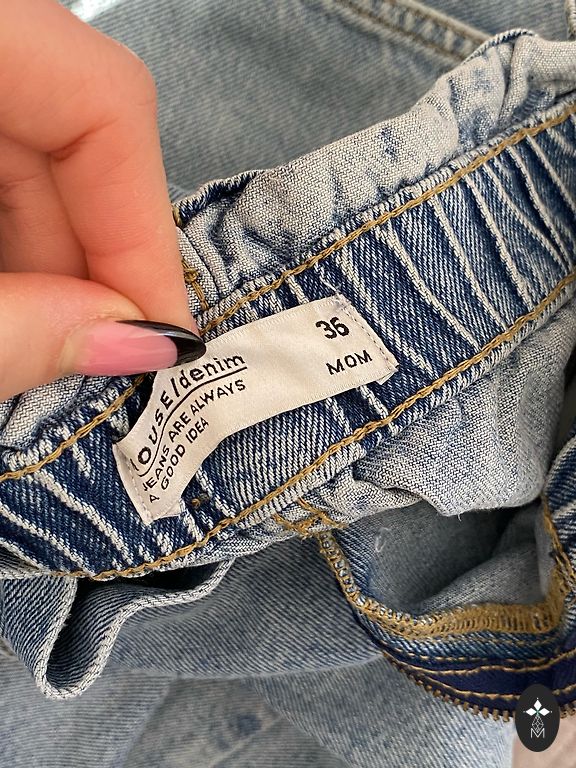 OUSE/denim
JEANS ARE ALWAYS
A GOOD IDEA
36
MOM
M